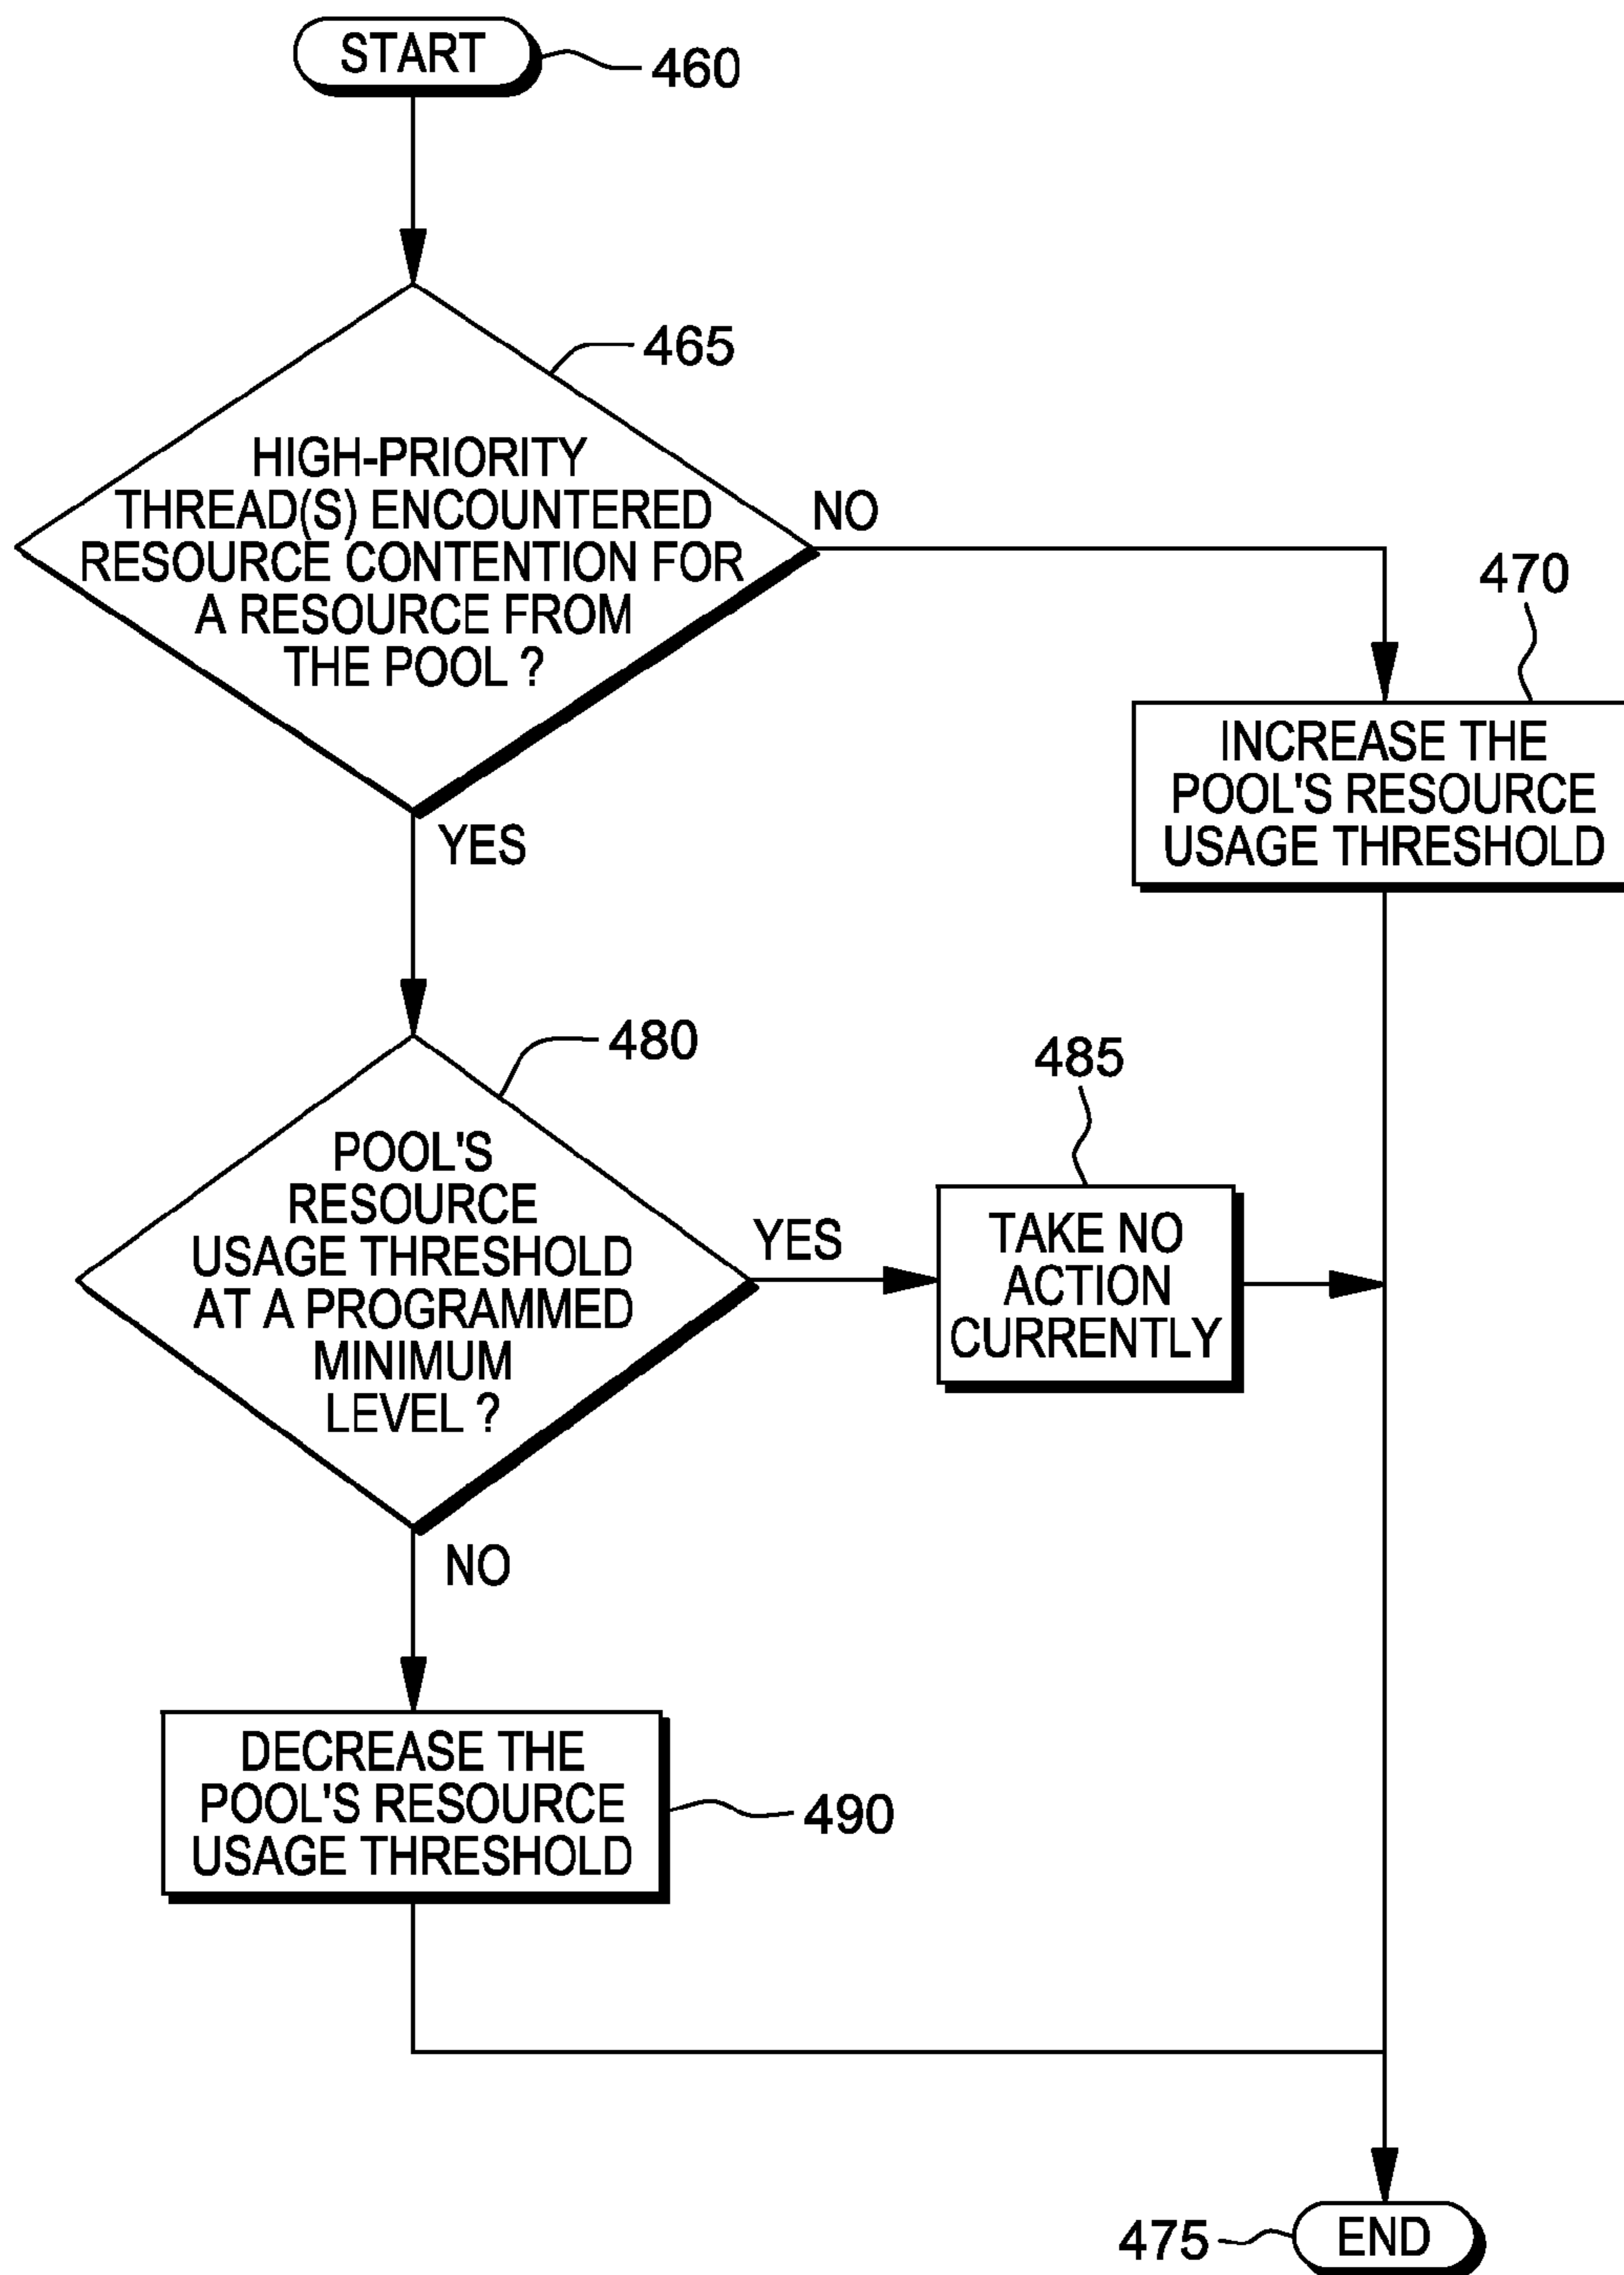 START
460
465
HIGH-PRIORITY
THREAD(S) ENCOUNTERED
RESOURCE CONTENTION FOR
A RESOURCE FROM
THE POOL ?
NO
YES
470
INCREASE THE
POOL'S RESOURCE
USAGE THRESHOLD
480
POOL'S
RESOURCE
USAGE THRESHOLD
AT A PROGRAMMED
MINIMUM
LEVEL ?
YES
NO
485
TAKE NO
ACTION
CURRENTLY
DECREASE THE
POOL'S RESOURCE
USAGE THRESHOLD
490
475
END